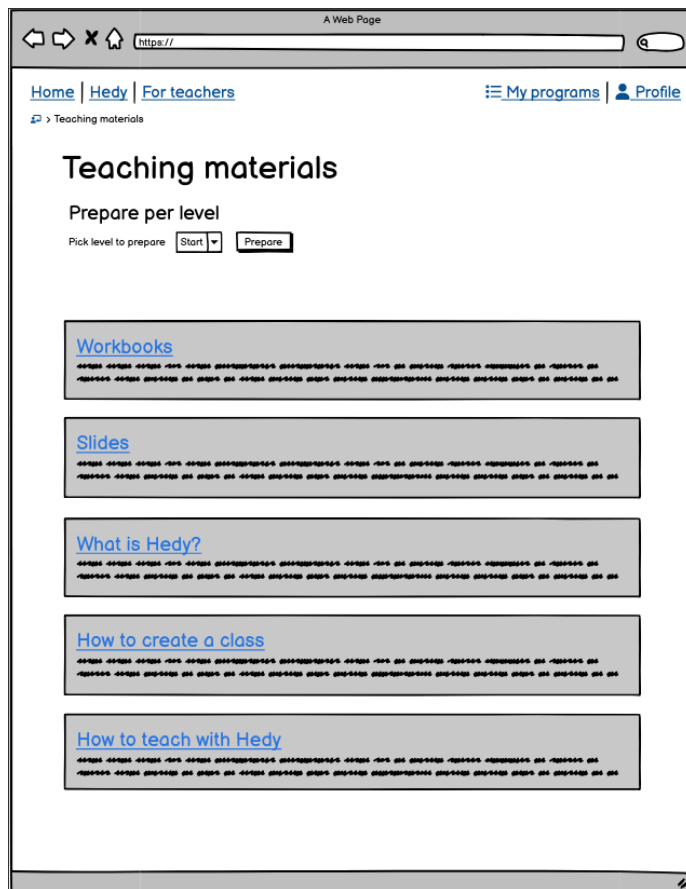 A Web Page
https://
Home | Hedy | For teachers
My programs | Profile
> Teaching materials
Teaching materials
Prepare per level
Pick level to prepare Start Prepare
Workbooks
Slides
What is Hedy?
How to create a class
How to teach with Hedy